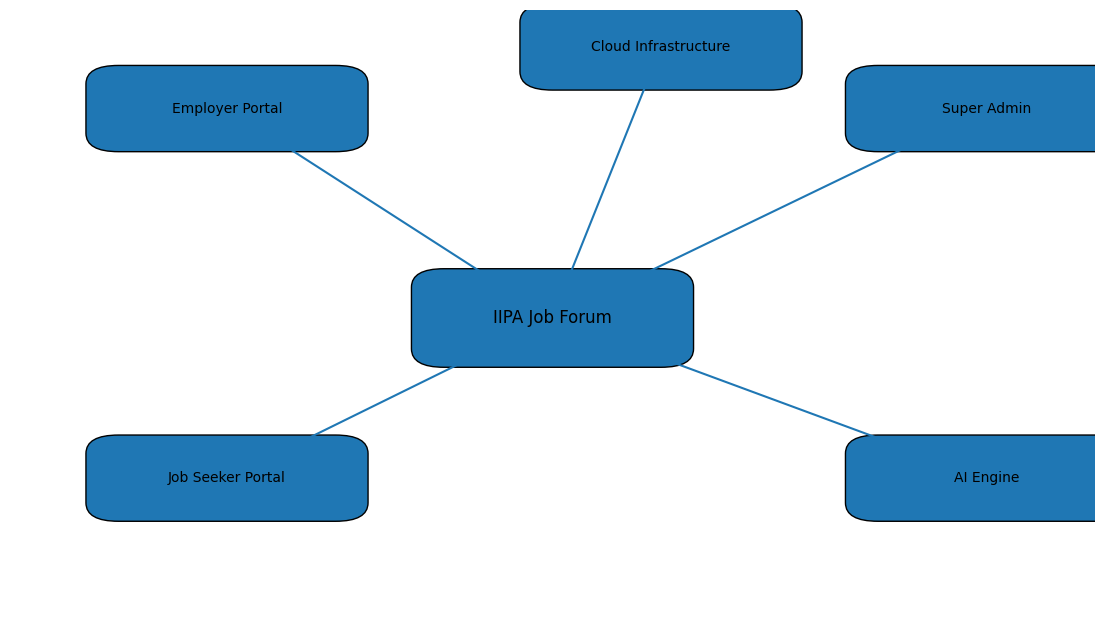 Cloud Infrastructure
Employer Portal
Super Admin
IIPA Job Forum
Job Seeker Portal
AI Engine